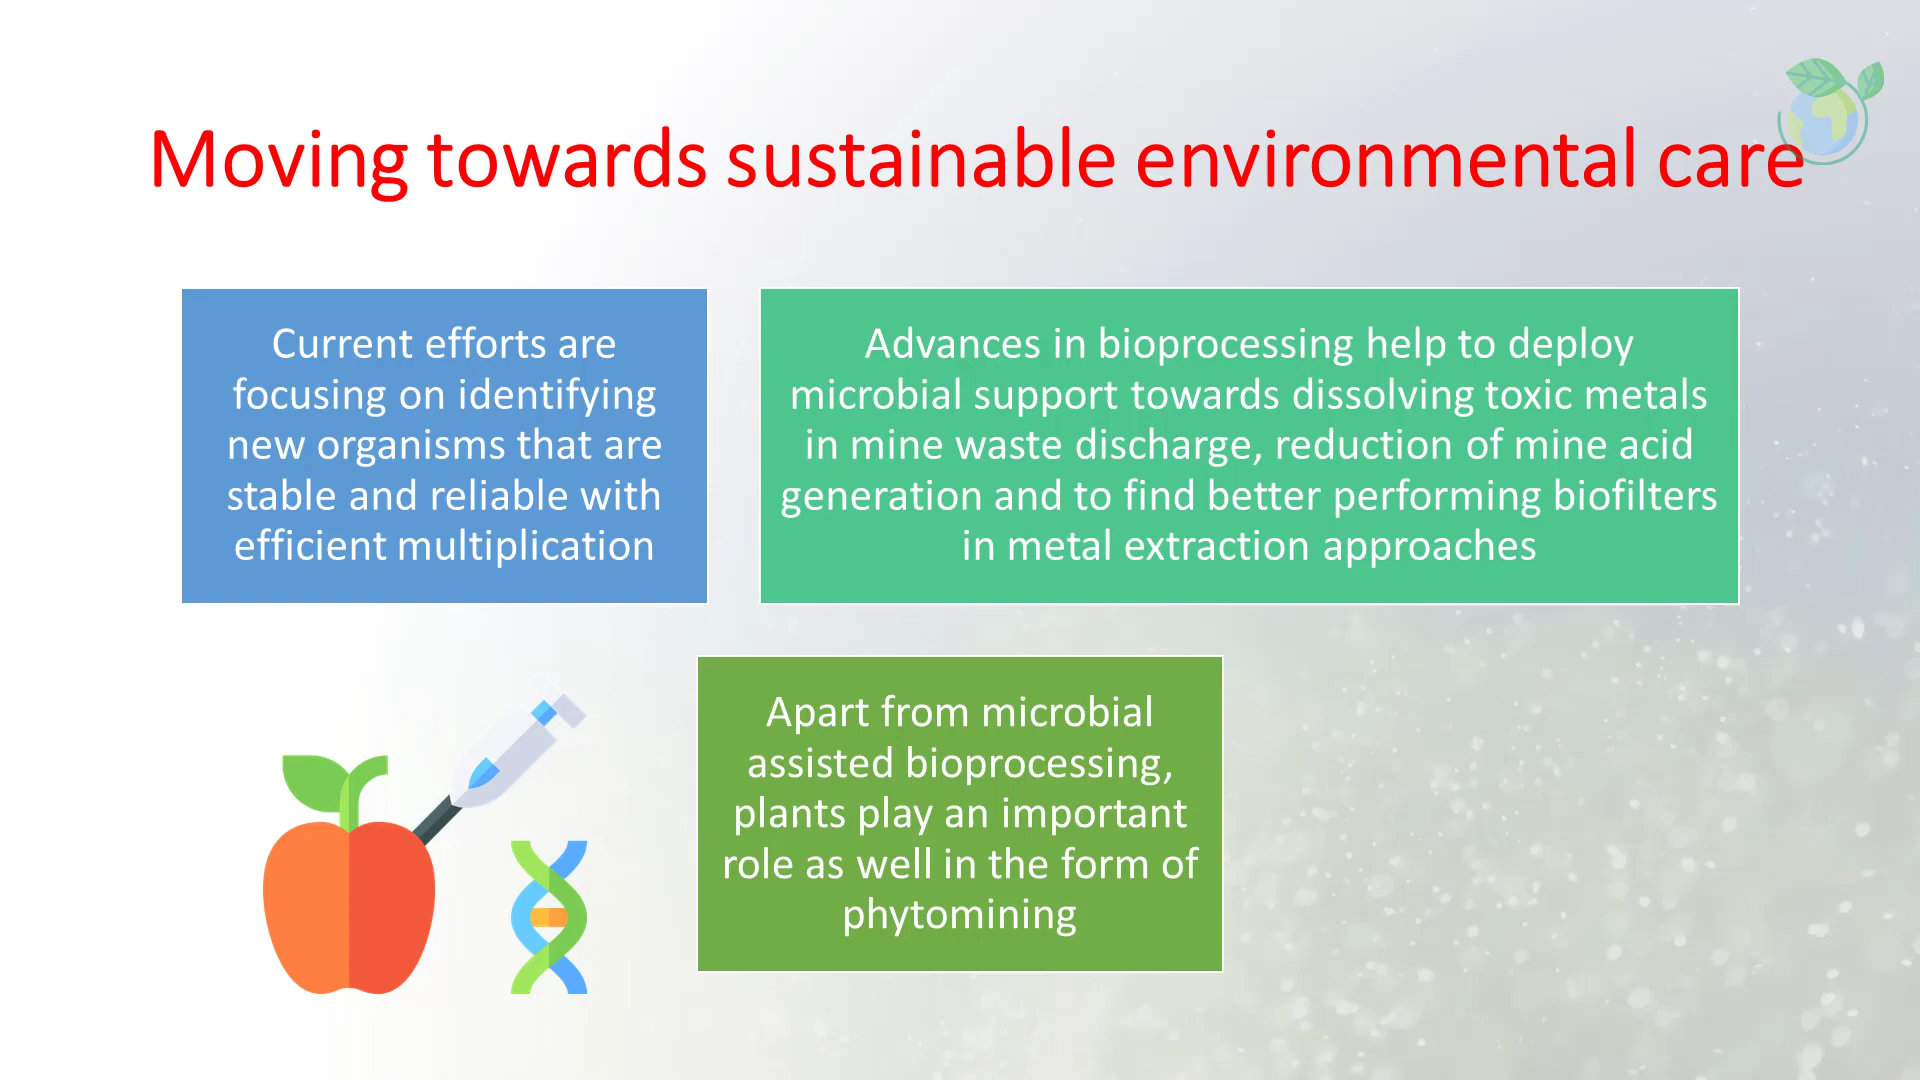 Moving towards sustainable environmental care
Current efforts are
focusing on identifying
new organisms that are
stable and reliable with
efficient multiplication
Advances in bioprocessing help to deploy
microbial support towards dissolving toxic metals
in mine waste discharge, reduction of mine acid
generation and to find better performing biofilters
in metal extraction approaches
Apart from microbial
assisted bioprocessing,
plants play an important
role as well in the form of
phytomining